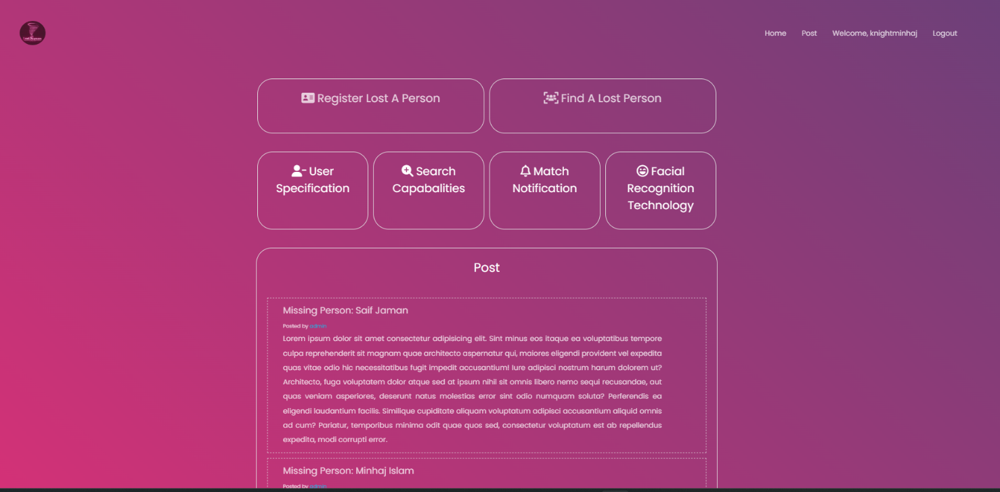 Home Post Welcome, knightminhaj Logout
Register Lost A Person
Find A Lost Person
User
Specification
Search
Capabalities
Match
Notification
Facial
Recognition
Technology
Post
Missing Person: Saif Jaman
Posted by admin
Lorem ipsum dolor sit amet consectetur adipisicing elit. Sint minus eos itaque ea voluptatibus tempore
culpa reprehenderit sit magnam quae architecto aspernatur qui, maiores eligendi provident vel expedita
quas vitae odio hic necessitatibus fugit impedit accusantium! Iure adipisci nostrum harum dolorem ut?
Architecto, fuga voluptatem dolor atque sed at ipsum nihil sit omnis libero nemo sequi recusandae, aut
quas veniam asperiores, deserunt natus molestias error sint odio numquam soluta? Perferendis ea
eligendi laudantium facilis. Similique cupiditate aliquam voluptatum adipisci accusantium aliquid omnis
ad cum? Pariatur, temporibus minima odit quae quos sed, consectetur voluptatum est ab repellendus
expedita, modi corrupti error.
Missing Person: Minhaj Islam
Posted by admin